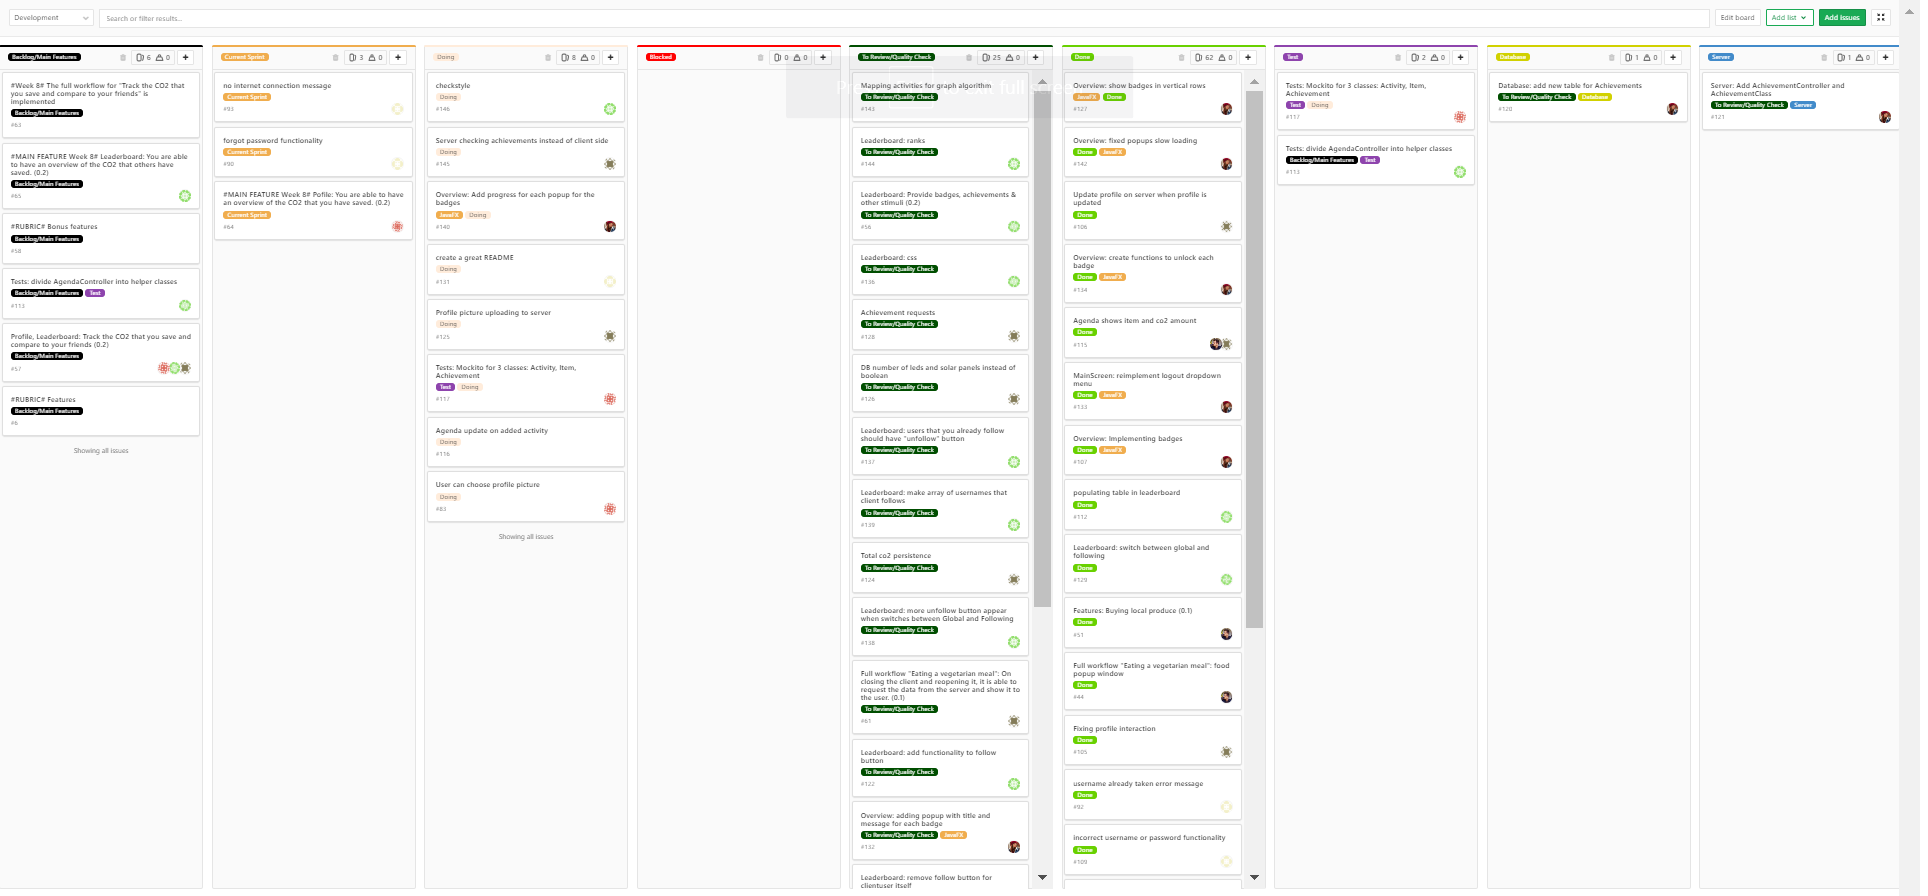 Development
Search or filter results...
Edit board
Add list
Add issues
Backlog/Main Features
6
0
#Week 8# The full workflow for "Track the CO2 that
you save and compare to your friends" is
implemented
Backlog/Main Features
#63
#MAIN FEATURE Week 8# Leaderboard: You are able
to have an overview of the CO2 that others have
saved. (0.2)
Backlog/Main Features
#65
#RUBRIC# Bonus features
Backlog/Main Features
#58
Tests: divide AgendaController into helper classes
Backlog/Main Features Test
#113
Profile, Leaderboard: Track the CO2 that you save and
compare to your friends (0.2)
Backlog/Main Features
#57
#RUBRIC# Features
Backlog/Main Features
#6
Showing all issues
Current Sprint
3
0
no internet connection message
Current Sprint
#93
forgot password functionality
Current Sprint
#90
#MAIN FEATURE Week 8# Pofile: You are able to have
an overview of the CO2 that you have saved. (0.2)
Current Sprint
#64
Doing
8
0
checkstyle
Doing
#146
Server checking achievements instead of client side
Doing
#145
Overview: Add progress for each popup for the
badges
JavaFX Doing
#140
create a great README
Doing
#131
Profile picture uploading to server
Doing
#125
Tests: Mockito for 3 classes: Activity, Item,
Achievement
Test Doing
#117
Agenda update on added activity
Doing
#116
User can choose profile picture
Doing
#83
Showing all issues
Blocked
0
0
To Review/Quality Check
25
0
Mapping activities for graph algorithm
To Review/Quality Check
#143
Leaderboard: ranks
To Review/Quality Check
#144
Leaderboard: Provide badges, achievements &
other stimuli (0.2)
To Review/Quality Check
#56
Leaderboard: css
To Review/Quality Check
#136
Achievement requests
To Review/Quality Check
#128
DB number of leds and solar panels instead of
boolean
To Review/Quality Check
#126
Leaderboard: users that you already follow
should have "unfollow" button
To Review/Quality Check
#137
Leaderboard: make array of usernames that
client follows
To Review/Quality Check
#139
Total co2 persistence
To Review/Quality Check
#124
Leaderboard: more unfollow button appear
when switches between Global and Following
To Review/Quality Check
#138
Full workflow "Eating a vegetarian meal": On
closing the client and reopening it, it is able to
request the data from the server and show it to
the user. (0.1)
To Review/Quality Check
#61
Leaderboard: add functionality to follow
button
To Review/Quality Check
#122
Overview: adding popup with title and
message for each badge
To Review/Quality Check JavaFX
#132
Leaderboard: remove follow button for
clientuser itself
Done
62
0
Overview: show badges in vertical rows
JavaFX Done
#127
Overview: fixed popups slow loading
Done JavaFX
#142
Update profile on server when profile is
updated
Done
#106
Overview: create functions to unlock each
badge
Done JavaFX
#134
Agenda shows item and co2 amount
Done
#115
MainScreen: reimplement logout dropdown
menu
Done JavaFX
#133
Overview: Implementing badges
Done JavaFX
#107
populating table in leaderboard
Done
#112
Leaderboard: switch between global and
following
Done
#129
Features: Buying local produce (0.1)
Done
#51
Full workflow "Eating a vegetarian meal": food
popup window
Done
#44
Fixing profile interaction
Done
#105
username already taken error message
Done
#92
incorrect username or password functionality
Done
#109
Test
2
0
Tests: Mockito for 3 classes: Activity, Item,
Achievement
Test Doing
#117
Tests: divide AgendaController into helper classes
Backlog/Main Features Test
#113
Database
1
0
Database: add new table for Achievements
To Review/Quality Check Database
#120
Server
1
0
Server: Add AchievementController and
AchievementClass
To Review/Quality Check Server
#121